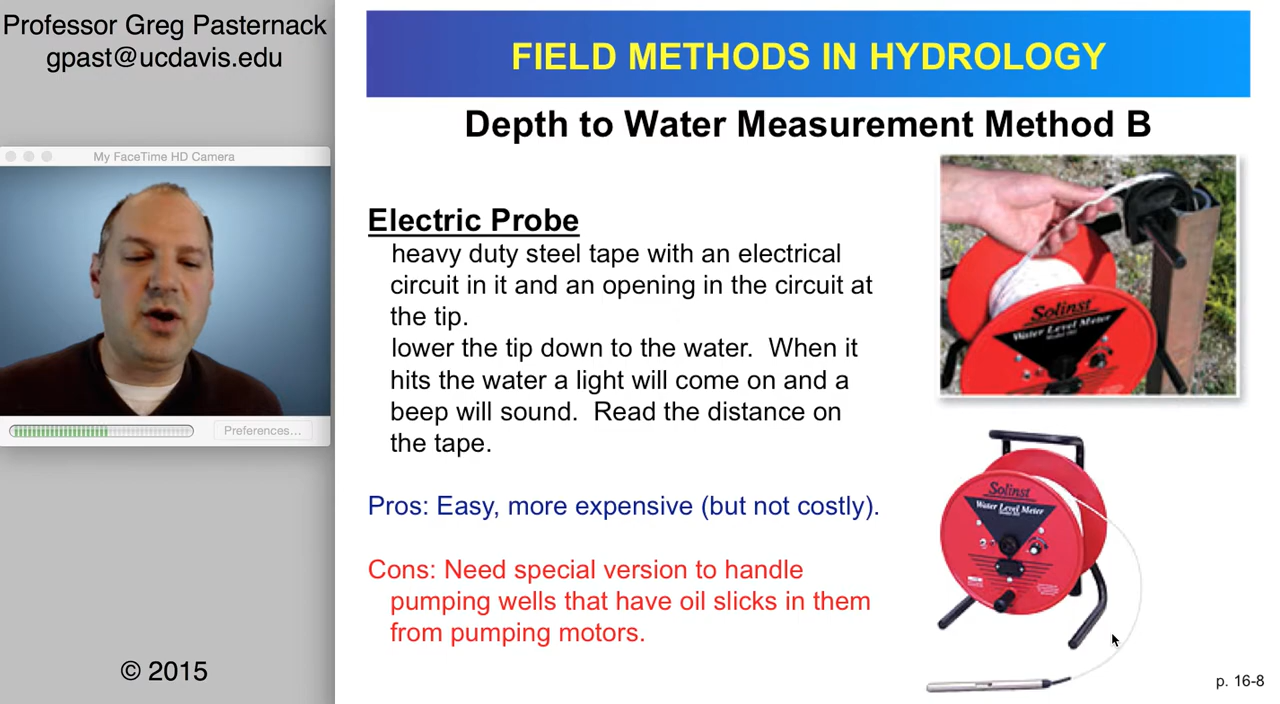 Professor Greg Pasternack
gpast@ucdavis.edu
My FaceTime HD Camera
Preferences...
© 2015
FIELD METHODS IN HYDROLOGY
Depth to Water Measurement Method B
Electric Probe
heavy duty steel tape with an electrical
circuit in it and an opening in the circuit at
the tip.
lower the tip down to the water.  When it
hits the water a light will come on and a
beep will sound.  Read the distance on
the tape.
Pros: Easy, more expensive (but not costly).
Cons: Need special version to handle
pumping wells that have oil slicks in them
from pumping motors.
Solinst
Water Level Meter
Solinst
Water Level Meter
p. 16-8